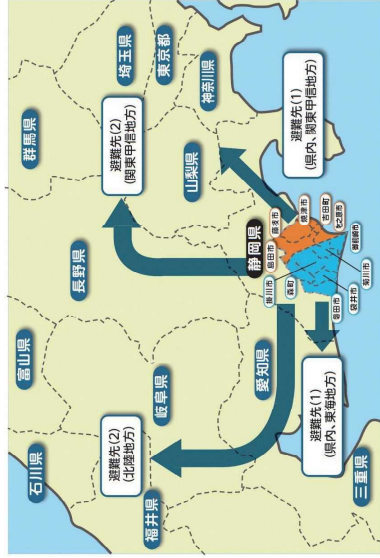 石川県
富山県
群馬県
長野県
埼玉県
避難先(2)
(北陸地方)
避難先(2)
(関東甲信地方)
福井県
岐阜県
東京都
山梨県
神奈川県
愛知県
静岡県
島田市
藤枝市
掛川市
森町
焼津市
吉田町
牧之原市
御前崎市
磐田市
袋井市
菊川市
避難先(1)
(県内、東海地方)
避難先(1)
(県内、関東甲信地方)
三重県